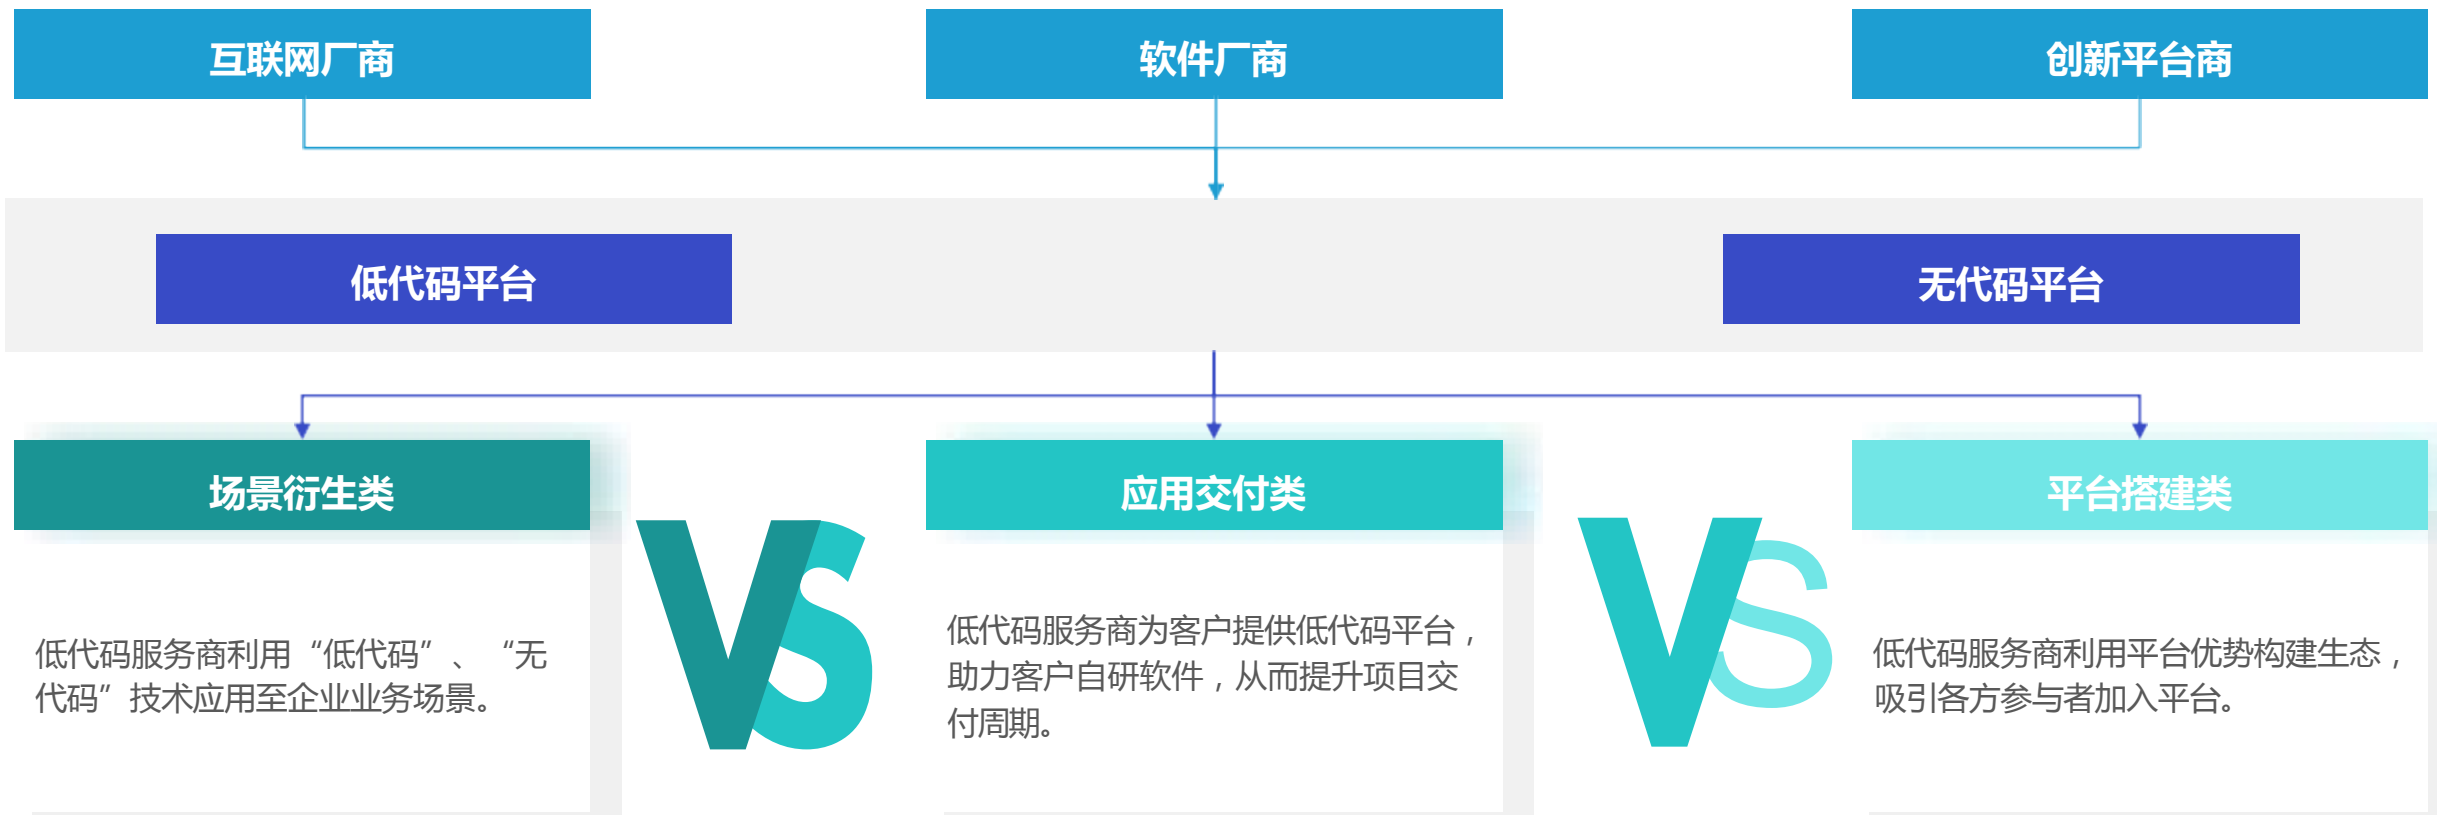 互联网厂商
软件厂商
创新平台商
低代码平台
无代码平台
场景衍生类
应用交付类
平台搭建类
低代码服务商利用“低代码”、“无
代码”技术应用至企业业务场景。
VS
低代码服务商为客户提供低代码平台，
助力客户自研软件，从而提升项目交
付周期。
VS
低代码服务商利用平台优势构建生态，
吸引各方参与者加入平台。